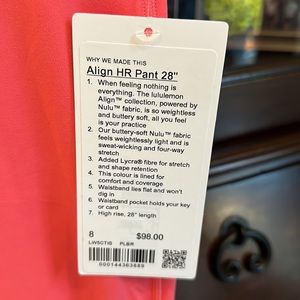 WHY WE MADE THIS
Align HR Pant 28"
1. When feeling nothing is
everything. The lululemon
Align™ collection, powered by
Nulu™ fabric, is so weightless
and buttery soft, all you feel
is your practice
2. Our buttery-soft Nulu™ fabric
feels weightlessly light and is
sweat-wicking and four-way
stretch
3. Added Lycra® fibre for stretch
and shape retention
4. This colour is lined for
comfort and coverage
5. Waistband lies flat and won't
dig in
6. Waistband pocket holds your key
or card
7. High rise, 28" length
8 $98.00
LW5CTIS PLBR